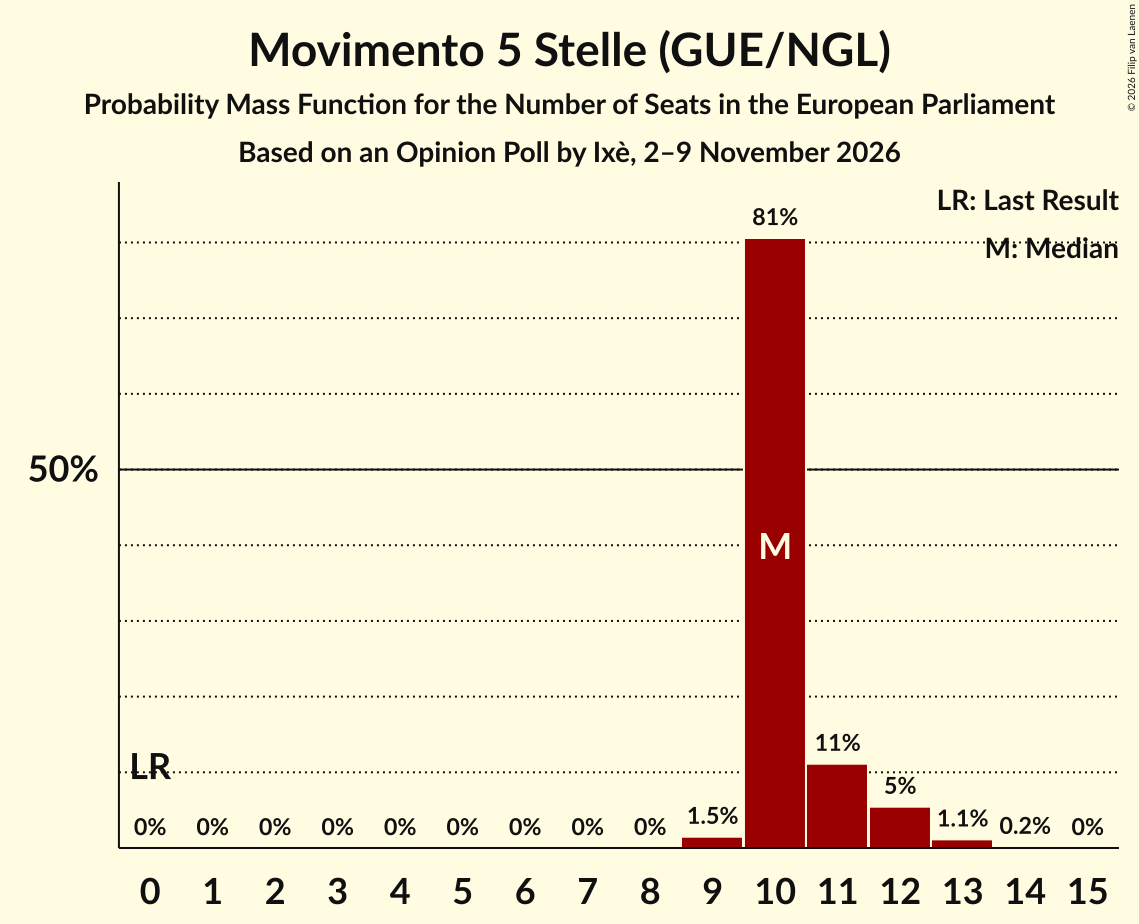 Movimento 5 Stelle (GUE/NGL)
Probability Mass Function for the Number of Seats in the European Parliament
Based on an Opinion Poll by Ixè, 2–9 November 2026
© 2026 Filip van Laenen
LR: Last Result
M: Median
81%
50%
M
LR
11%
5%
0% 0% 0% 0% 0% 0% 0% 0% 0% 1.5% 1.1% 0.2% 0%
0 1 2 3 4 5 6 7 8 9 10 11 12 13 14 15